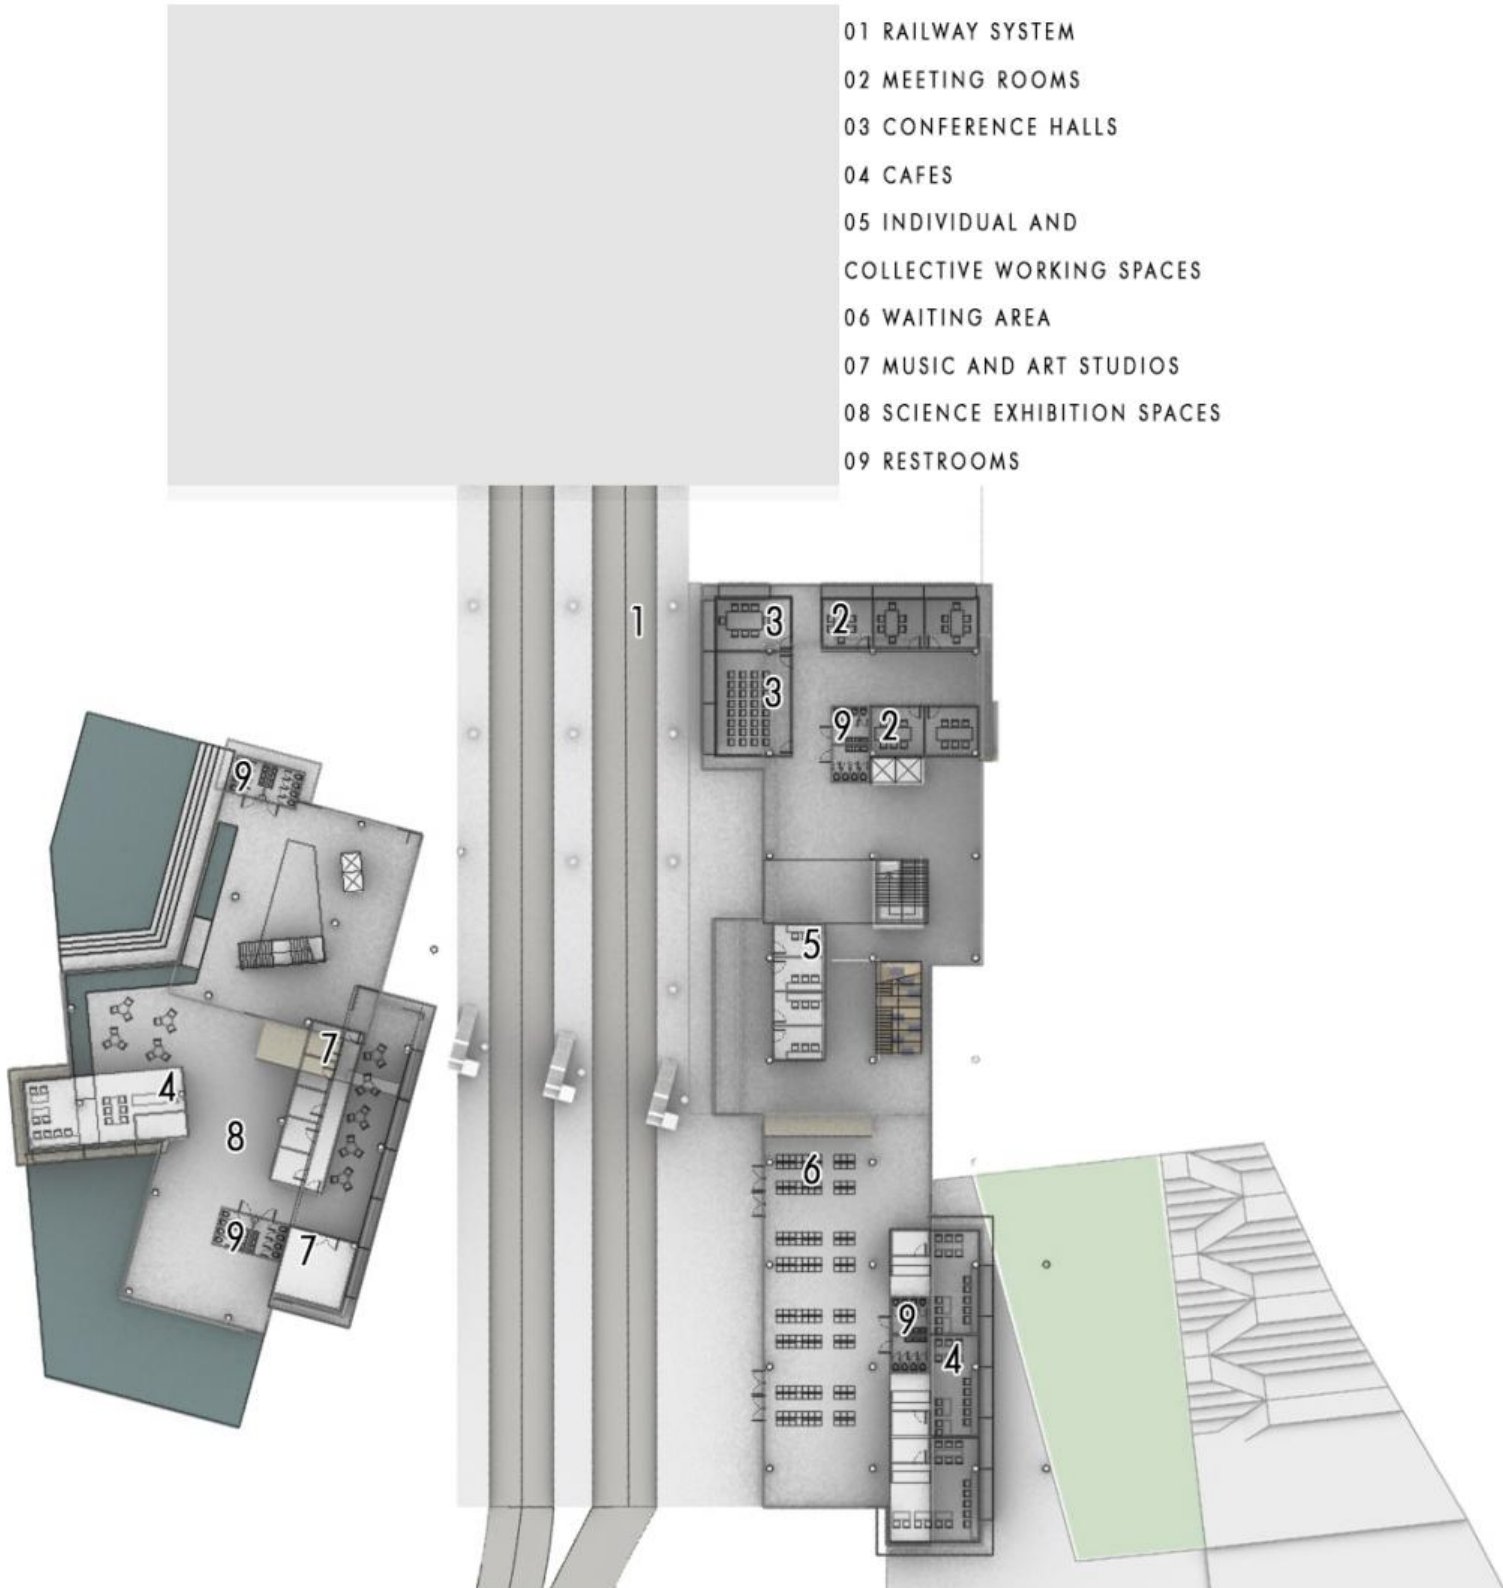 01 RAILWAY SYSTEM
02 MEETING ROOMS
03 CONFERENCE HALLS
04 CAFES
05 INDIVIDUAL AND
COLLECTIVE WORKING SPACES
06 WAITING AREA
07 MUSIC AND ART STUDIOS
08 SCIENCE EXHIBITION SPACES
09 RESTROOMS
1
3
2
3
9
2
9
5
7
4
8
6
9
7
9
4